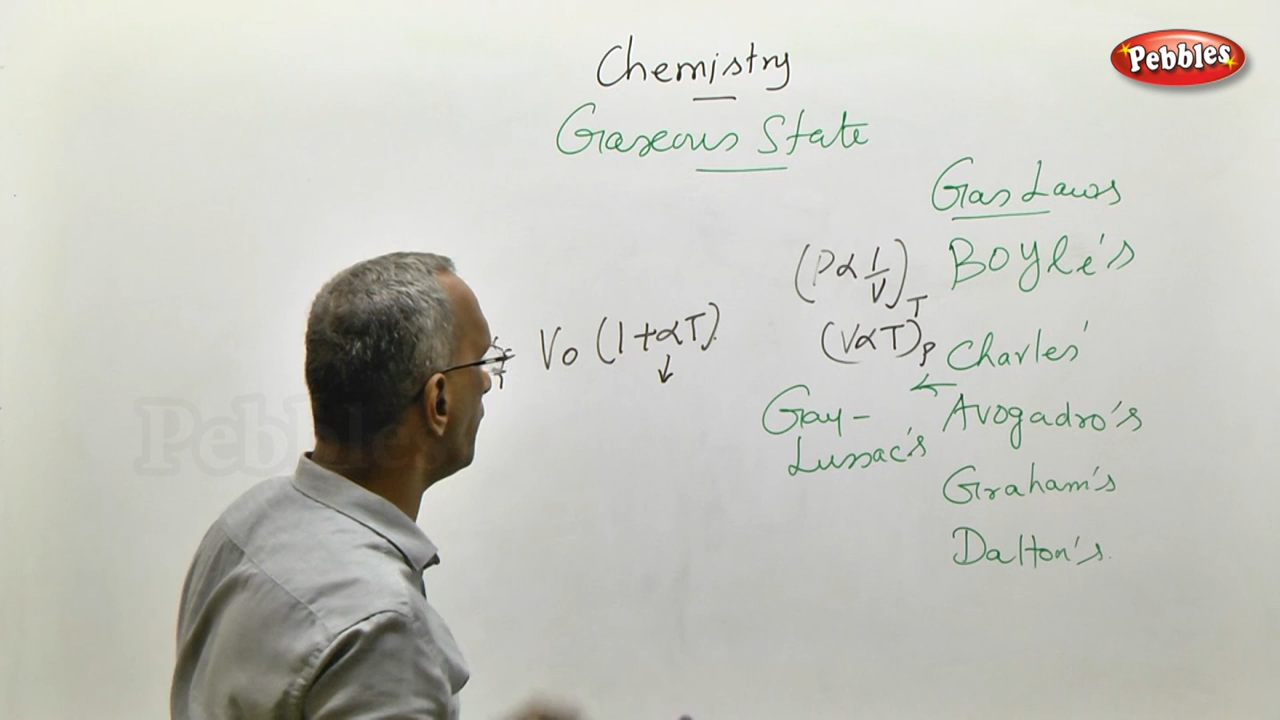 Pebbles
Chemistry
Gaseous State
Gas Laws
(P∝1/V)T Boyle's
V₀ (1+αT).
(V∝T)P Charles'
←
Gay- Avogadro's
Lussac's
Graham's
Dalton's.
Pebbles